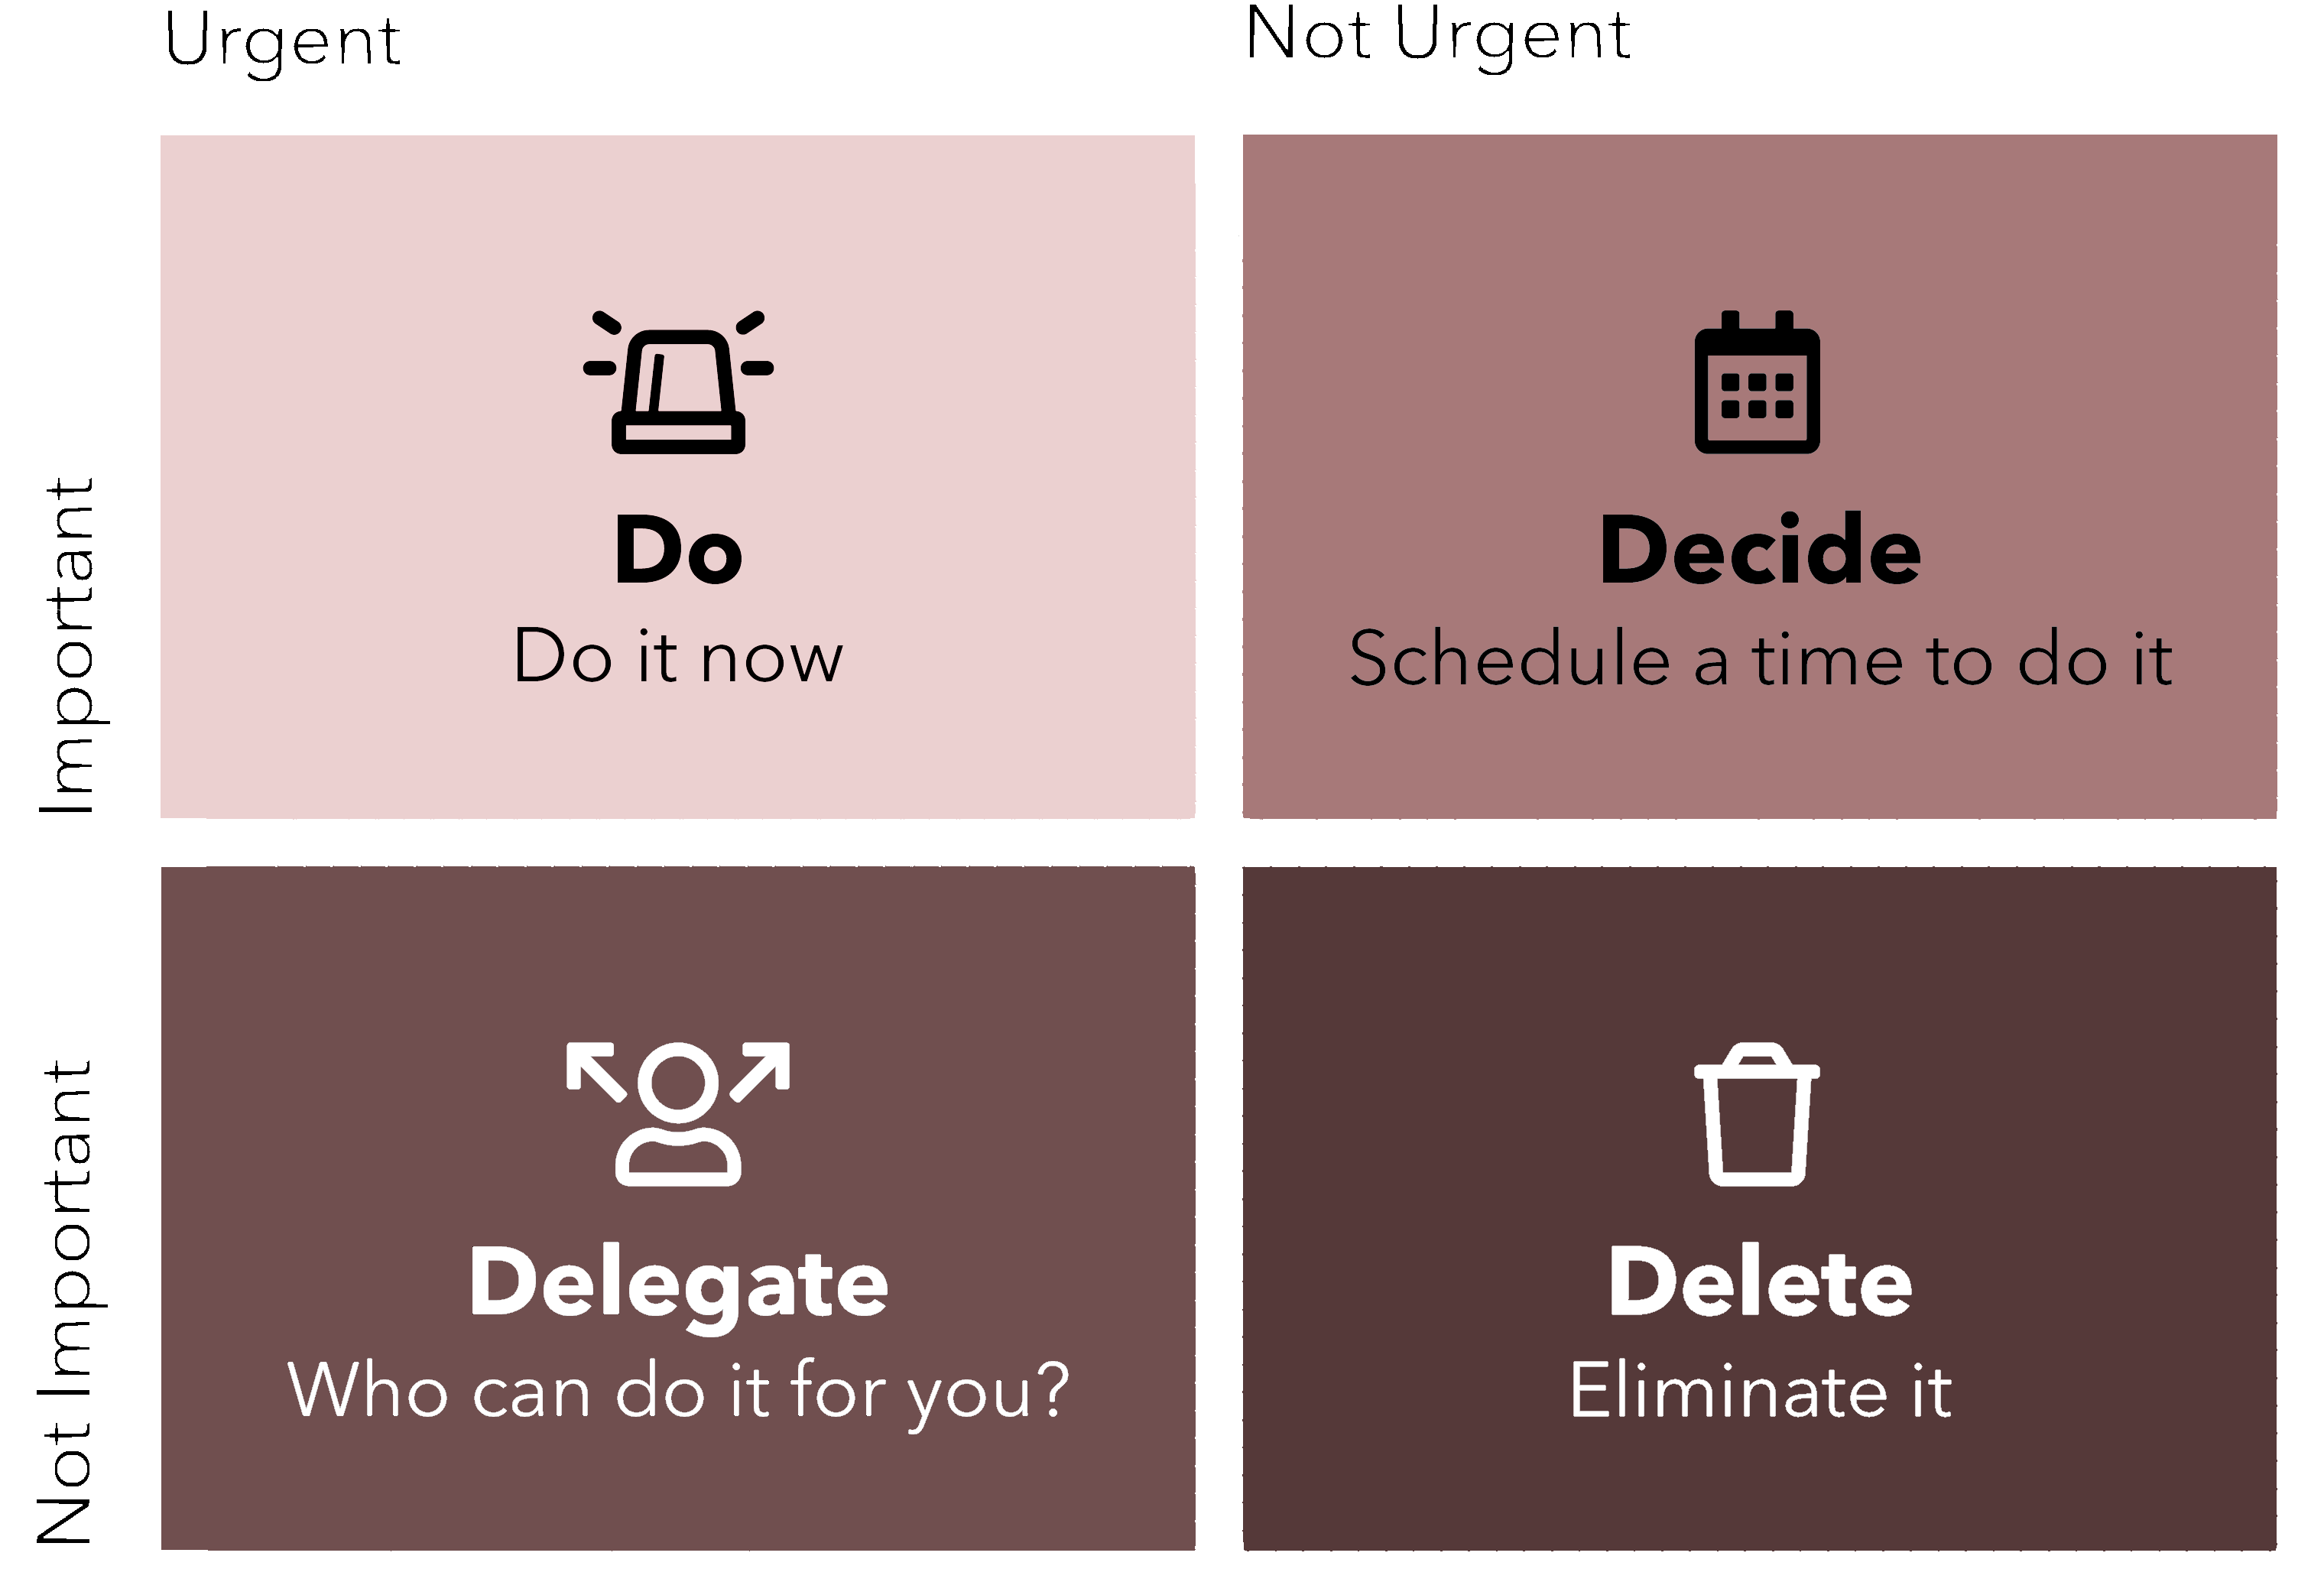 Urgent
Not Urgent
Important
Do
Do it now
Decide
Schedule a time to do it
Not Important
Delegate
Who can do it for you?
Delete
Eliminate it